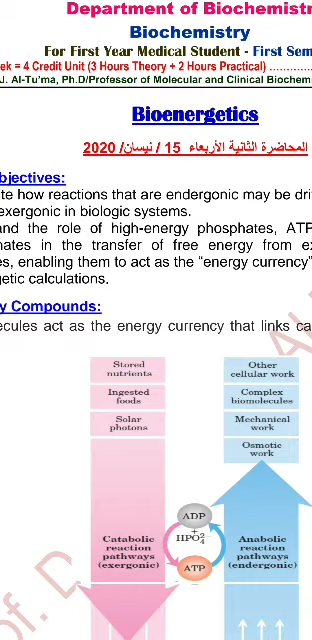 Department of Biochemistr
Biochemistry
For First Year Medical Student - First Sem
ek = 4 Credit Unit (3 Hours Theory + 2 Hours Practical) ..............
J. Al-Tu'ma, Ph.D/Professor of Molecular and Clinical Biochem
Bioenergetics
المحاضرة الثانية الأربعاء 15 / نيسان/ 2020
bjectives:
te how reactions that are endergonic may be dri
exergonic in biologic systems.
and the role of high-energy phosphates, ATP
nates in the transfer of free energy from ex
es, enabling them to act as the “energy currency”
getic calculations.
y Compounds:
ecules act as the energy currency that links ca
Stored
nutrients
Ingested
foods
Solar
photons
Other
cellular work
Complex
biomolecules
Mechanical
work
Osmotic
work
Catabolic
reaction
pathways
(exergonic)
ADP
+
HPO₄²⁻
ATP
Anabolic
reaction
pathways
(endergonic)
of. D